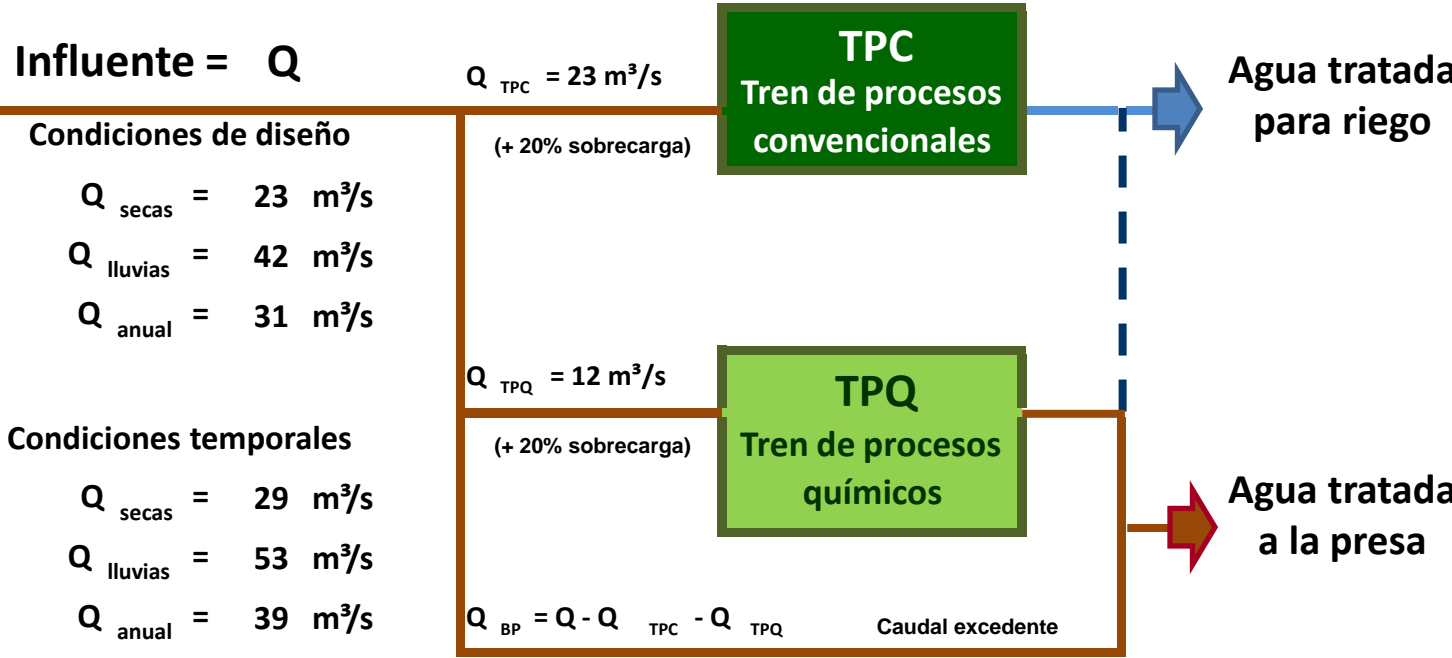 Influente = Q
Condiciones de diseño
Q secas = 23 m³/s
Q lluvias = 42 m³/s
Q anual = 31 m³/s
Condiciones temporales
Q secas = 29 m³/s
Q lluvias = 53 m³/s
Q anual = 39 m³/s
Q TPC = 23 m³/s
(+ 20% sobrecarga)
TPC
Tren de procesos
convencionales
Agua tratada
para riego
Q TPQ = 12 m³/s
(+ 20% sobrecarga)
TPQ
Tren de procesos
químicos
Agua tratada
a la presa
Q BP = Q - Q TPC - Q TPQ
Caudal excedente